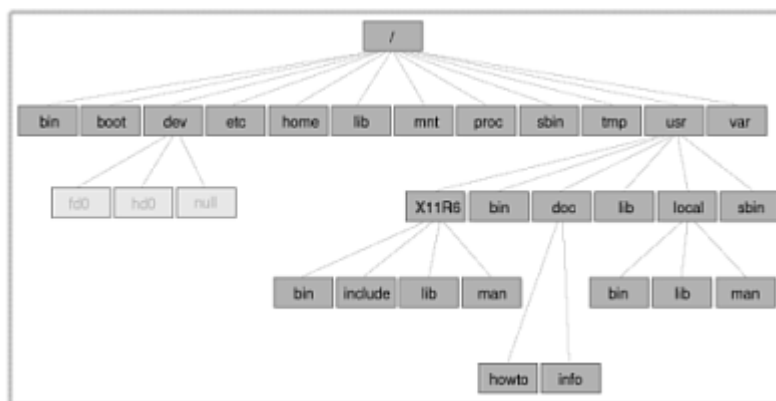 /
bin boot dev etc home lib mnt proc sbin tmp usr var
fd0 hd0 null X11R6 bin doc lib local sbin
bin include lib man bin lib man
howto info